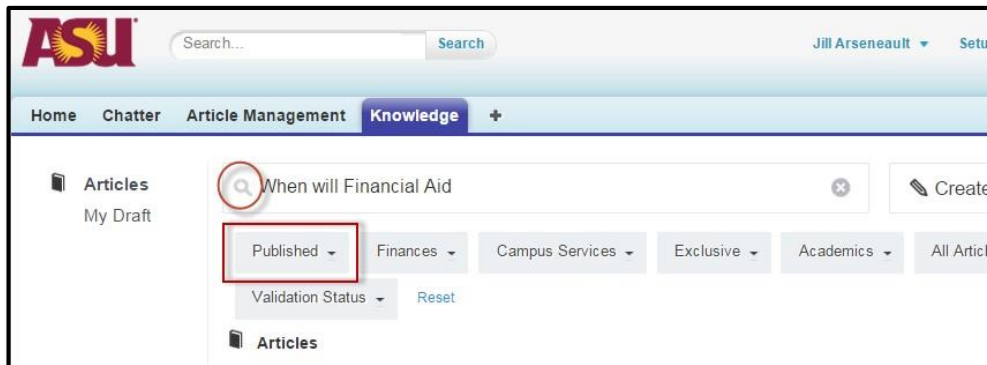 ASU
Search... Search Jill Arseneault Setu
Home Chatter Article Management Knowledge +
Articles
My Draft
When will Financial Aid
Create
Published Finances Campus Services Exclusive Academics All Articl
Validation Status Reset
Articles